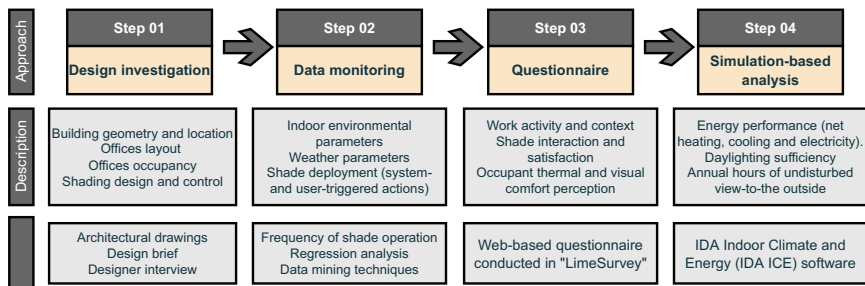 Approach
Step 01
Design investigation
Step 02
Data monitoring
Step 03
Questionnaire
Step 04
Simulation-based
analysis
Description
Building geometry and location
Offices layout
Offices occupancy
Shading design and control
Indoor environmental
parameters
Weather parameters
Shade deployment (system-
and user-triggered actions)
Work activity and context
Shade interaction and
satisfaction
Occupant thermal and visual
comfort perception
Energy performance (net
heating, cooling and electricity).
Daylighting sufficiency
Annual hours of undisturbed
view-to-the outside
Architectural drawings
Design brief
Designer interview
Frequency of shade operation
Regression analysis
Data mining techniques
Web-based questionnaire
conducted in "LimeSurvey"
IDA Indoor Climate and
Energy (IDA ICE) software